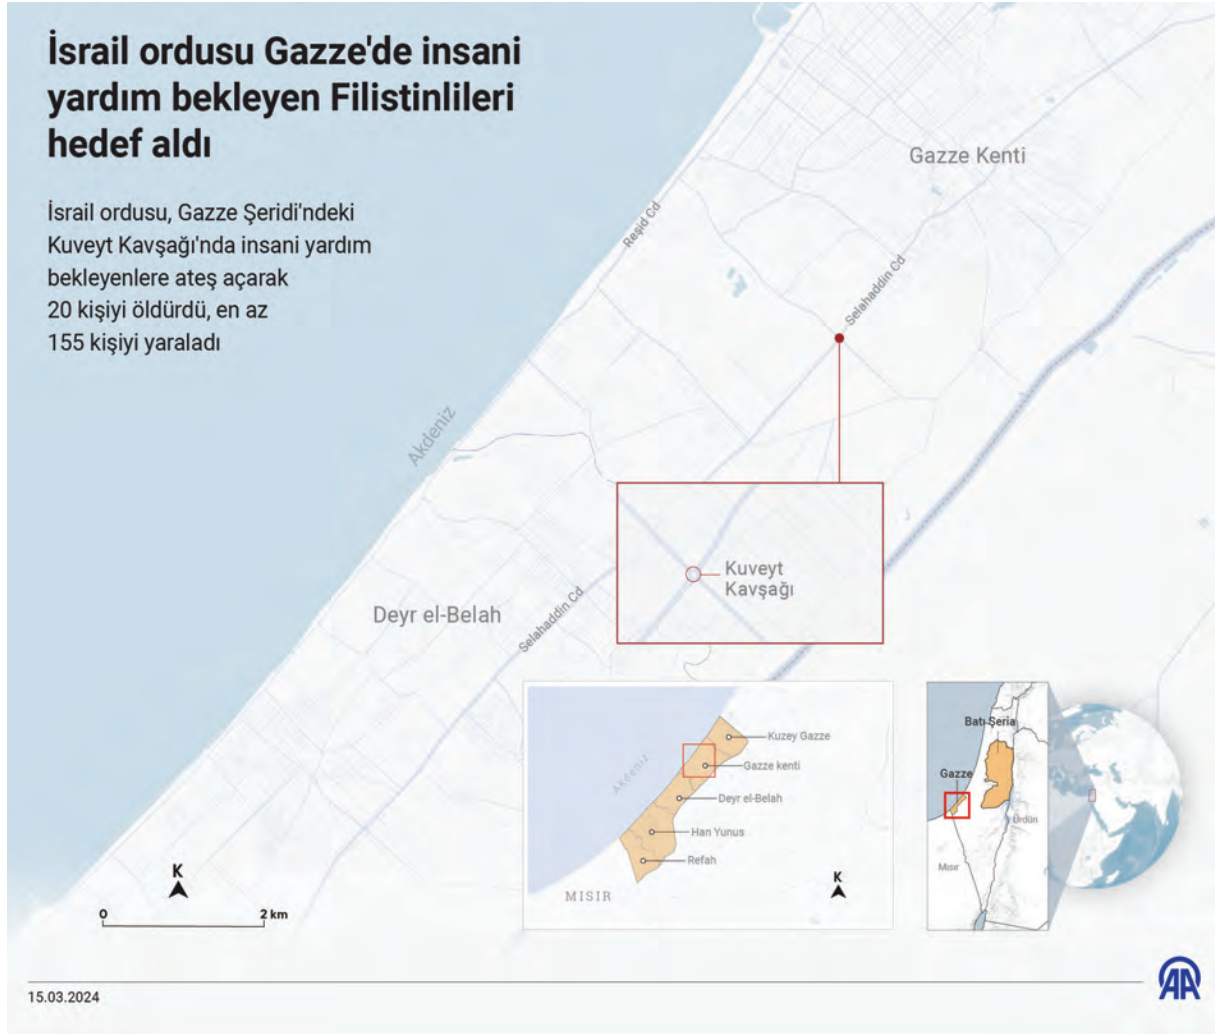 İsrail ordusu Gazze'de insani
yardım bekleyen Filistinlileri
hedef aldı
İsrail ordusu, Gazze Şeridi'ndeki
Kuveyt Kavşağı'nda insani yardım
bekleyenlere ateş açarak
20 kişiyi öldürdü, en az
155 kişiyi yaraladı
Gazze Kenti
Reşid Cd
Selahaddin Cd
Akdeniz
Kuveyt
Kavşağı
Deyr el-Belah
Selahaddin Cd
Kuzey Gazze
Gazze kenti
Akdeniz
Deyr el-Belah
Han Yunus
Refah
MISIR
K
Batı Şeria
Gazze
Ürdün
Mısır
K
0 2 km
15.03.2024
AA